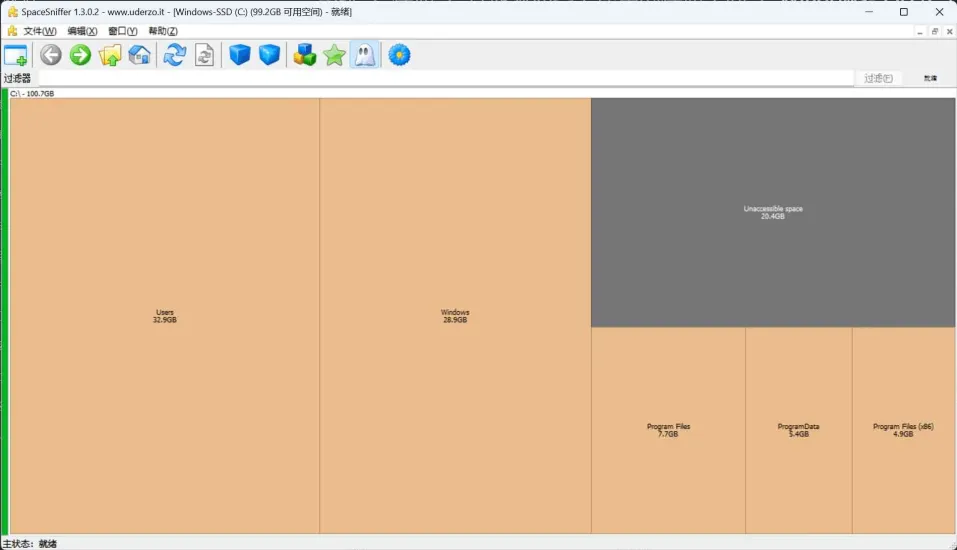 SpaceSniffer 1.3.0.2 - www.uderzo.it - [Windows-SSD (C:) (99.2GB 可用空间) - 就绪]
文件(W) 编辑(X) 窗口(Y) 帮助(Z)
过滤器 过滤(F) 就绪
C:\ - 100.7GB
Users
32.9GB
Windows
28.9GB
Unaccessible space
20.4GB
Program Files
7.7GB
ProgramData
5.4GB
Program Files (x86)
4.9GB
主状态: 就绪